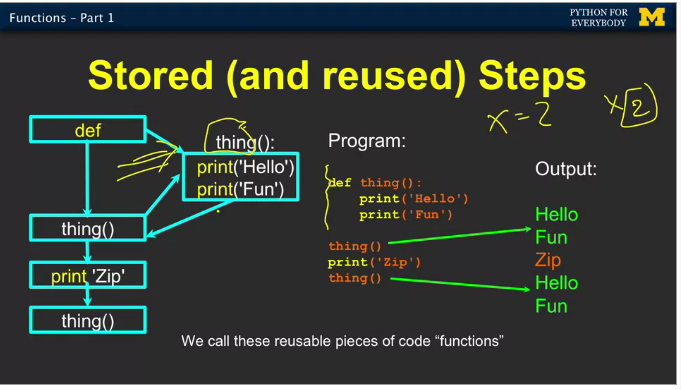 Functions – Part 1
PYTHON FOR
EVERYBODY
M
Stored (and reused) Steps
x = 2
x 2
def
thing():
print('Hello')
print('Fun')
thing()
print 'Zip'
thing()
Program:
def thing():
    print('Hello')
    print('Fun')
thing()
print('Zip')
thing()
Output:
Hello
Fun
Zip
Hello
Fun
We call these reusable pieces of code “functions”